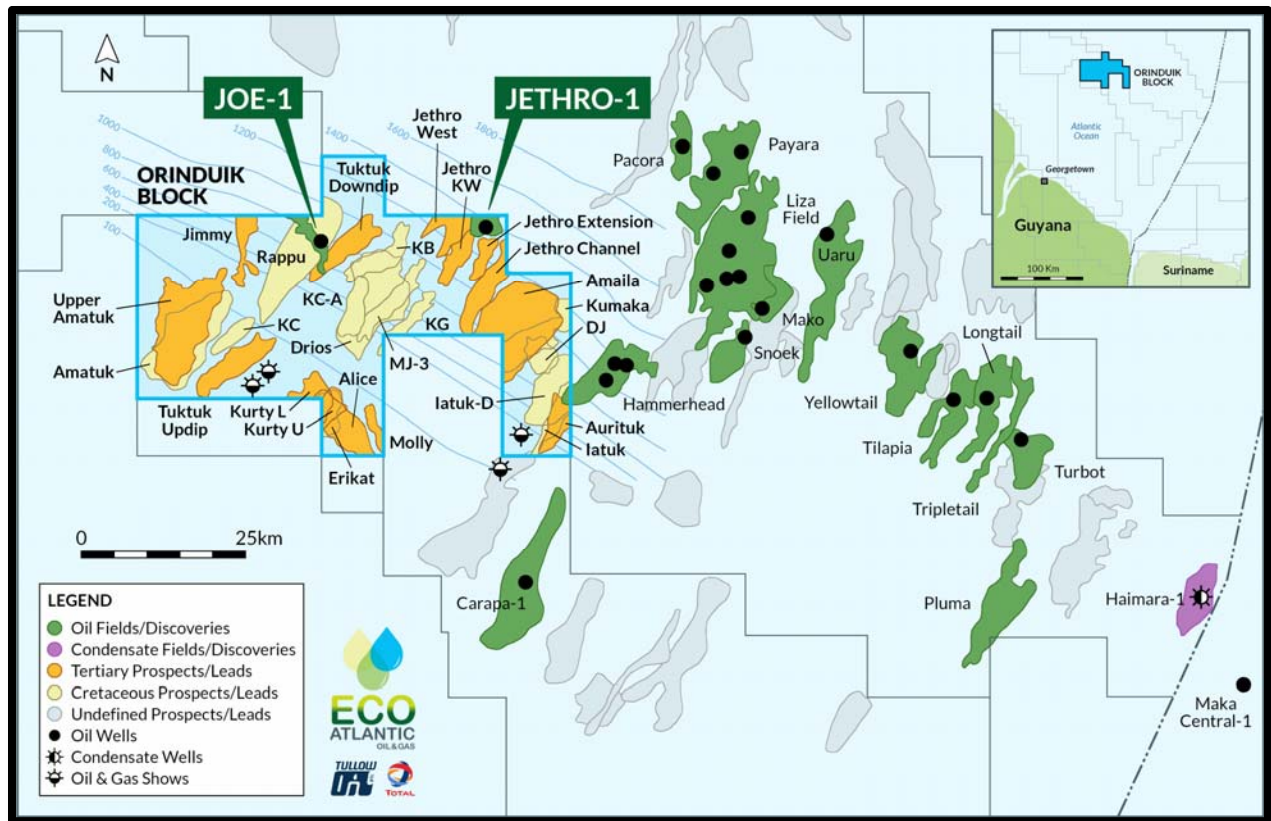 N
JOE-1
JETHRO-1
ORINDUIK
BLOCK
1000
800
600
400
200
100
1200
1400
1600
1800
Jethro
West
Tuktuk
Downdip
Jethro
KW
Jethro Extension
Jethro Channel
Jimmy
Rappu
KB
KC-A
Amaila
Kumaka
DJ
Upper
Amatuk
KC
KG
Drios
MJ-3
Amatuk
Alice
Iatuk-D
Tuktuk
Updip
Kurty L
Kurty U
Molly
Erikat
Aurituk
Iatuk
Hammerhead
Pacora
Payara
Liza
Field
Uaru
Mako
Snoek
Longtail
Yellowtail
Tilapia
Turbot
Tripletail
Pluma
Carapa-1
Haimara-1
Maka
Central-1
ORINDUIK
BLOCK
Atlantic
Ocean
Georgetown
Guyana
Suriname
100 Km
0 25km
LEGEND
Oil Fields/Discoveries
Condensate Fields/Discoveries
Tertiary Prospects/Leads
Cretaceous Prospects/Leads
Undefined Prospects/Leads
Oil Wells
Condensate Wells
Oil & Gas Shows
ECO
ATLANTIC
OIL & GAS
TULLOW
Oil
TOTAL